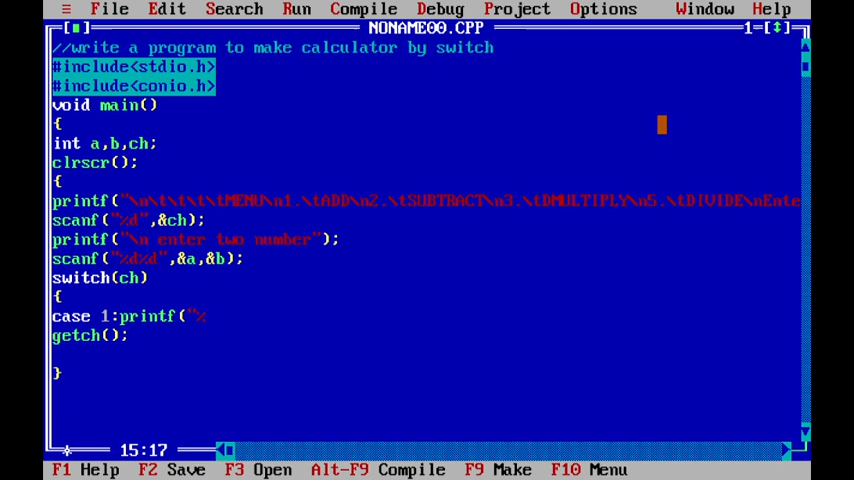 ≡ File Edit Search Run Compile Debug Project Options Window Help
[■] NONAME00.CPP 1=[↕]
//write a program to make calculator by switch
#include<stdio.h>
#include<conio.h>
void main()
{
int a,b,ch;
clrscr();
{
printf("\n\t\t\t\tMENU\n1.\tADD\n2.\tSUBTRACT\n3.\tDMULTIPLY\n5.\tDIVIDE\nEnte
scanf("%d",&ch);
printf("\n enter two number");
scanf("%d%d",&a,&b);
switch(ch)
{
case 1:printf("%
getch();
}
15:17
F1 Help F2 Save F3 Open Alt-F9 Compile F9 Make F10 Menu